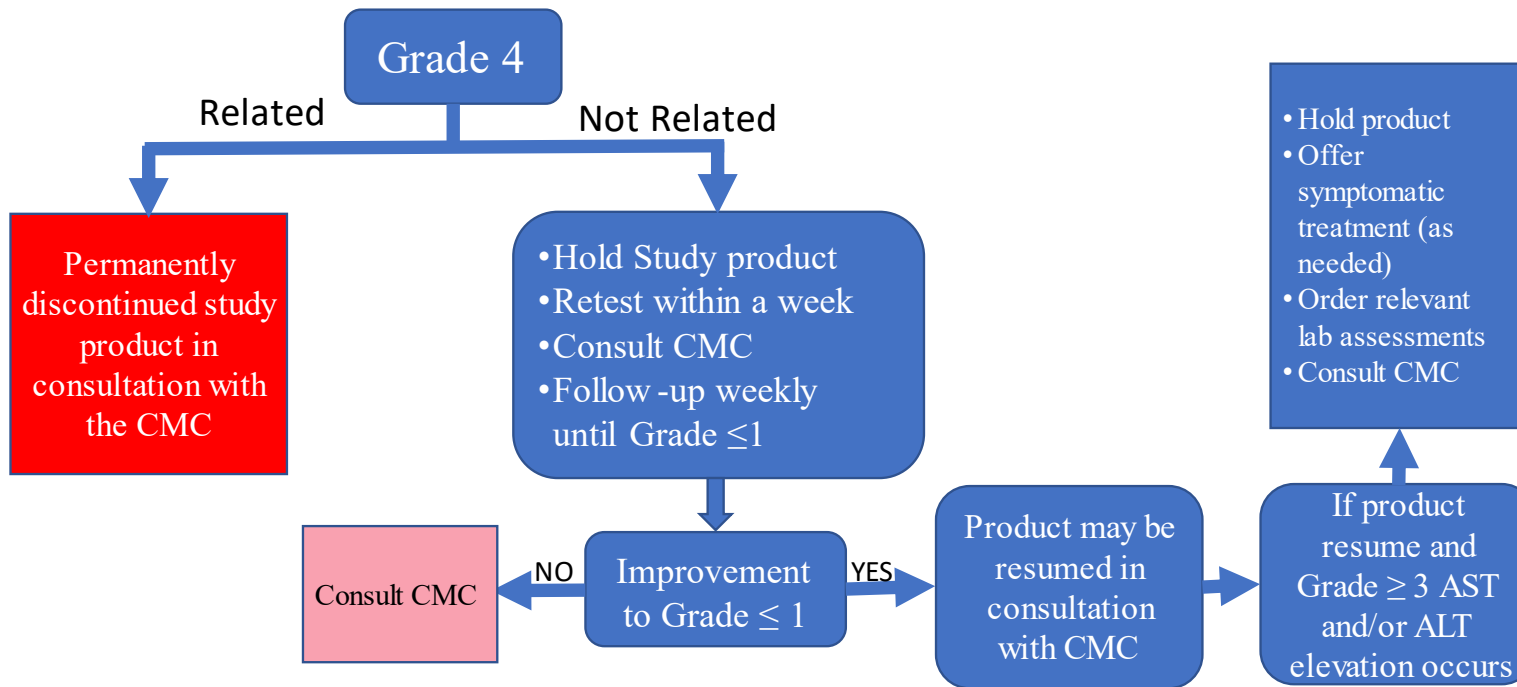 Grade 4
Related
Not Related
Permanently
discontinued study
product in
consultation with
the CMC
•Hold Study product
•Retest within a week
•Consult CMC
•Follow-up weekly
until Grade ≤1
Improvement
to Grade ≤ 1
NO
Consult CMC
YES
Product may be
resumed in
consultation
with CMC
If product
resume and
Grade ≥ 3 AST
and/or ALT
elevation occurs
• Hold product
• Offer
symptomatic
treatment (as
needed)
• Order relevant
lab assessments
• Consult CMC